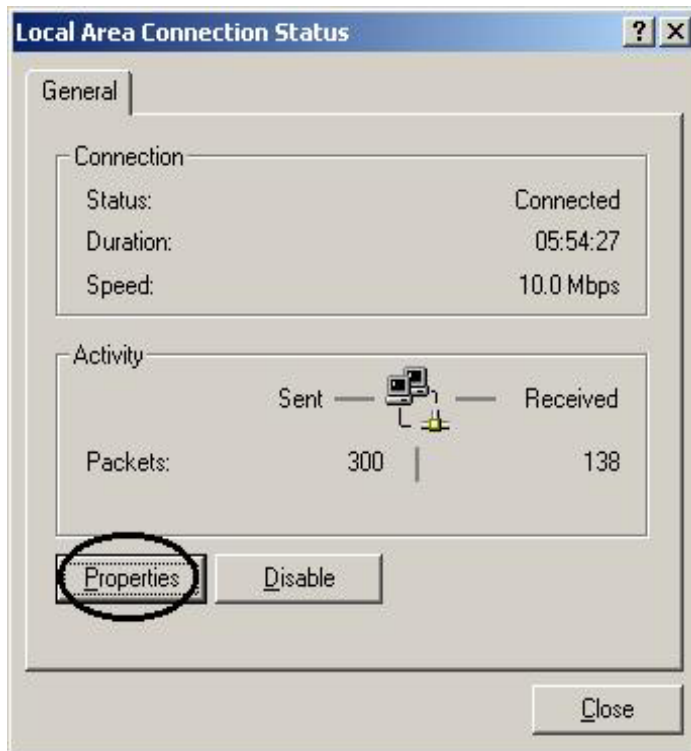 Local Area Connection Status
General
Connection
Status: Connected
Duration: 05:54:27
Speed: 10.0 Mbps
Activity
Sent Received
Packets: 300 138
Properties Disable
Close